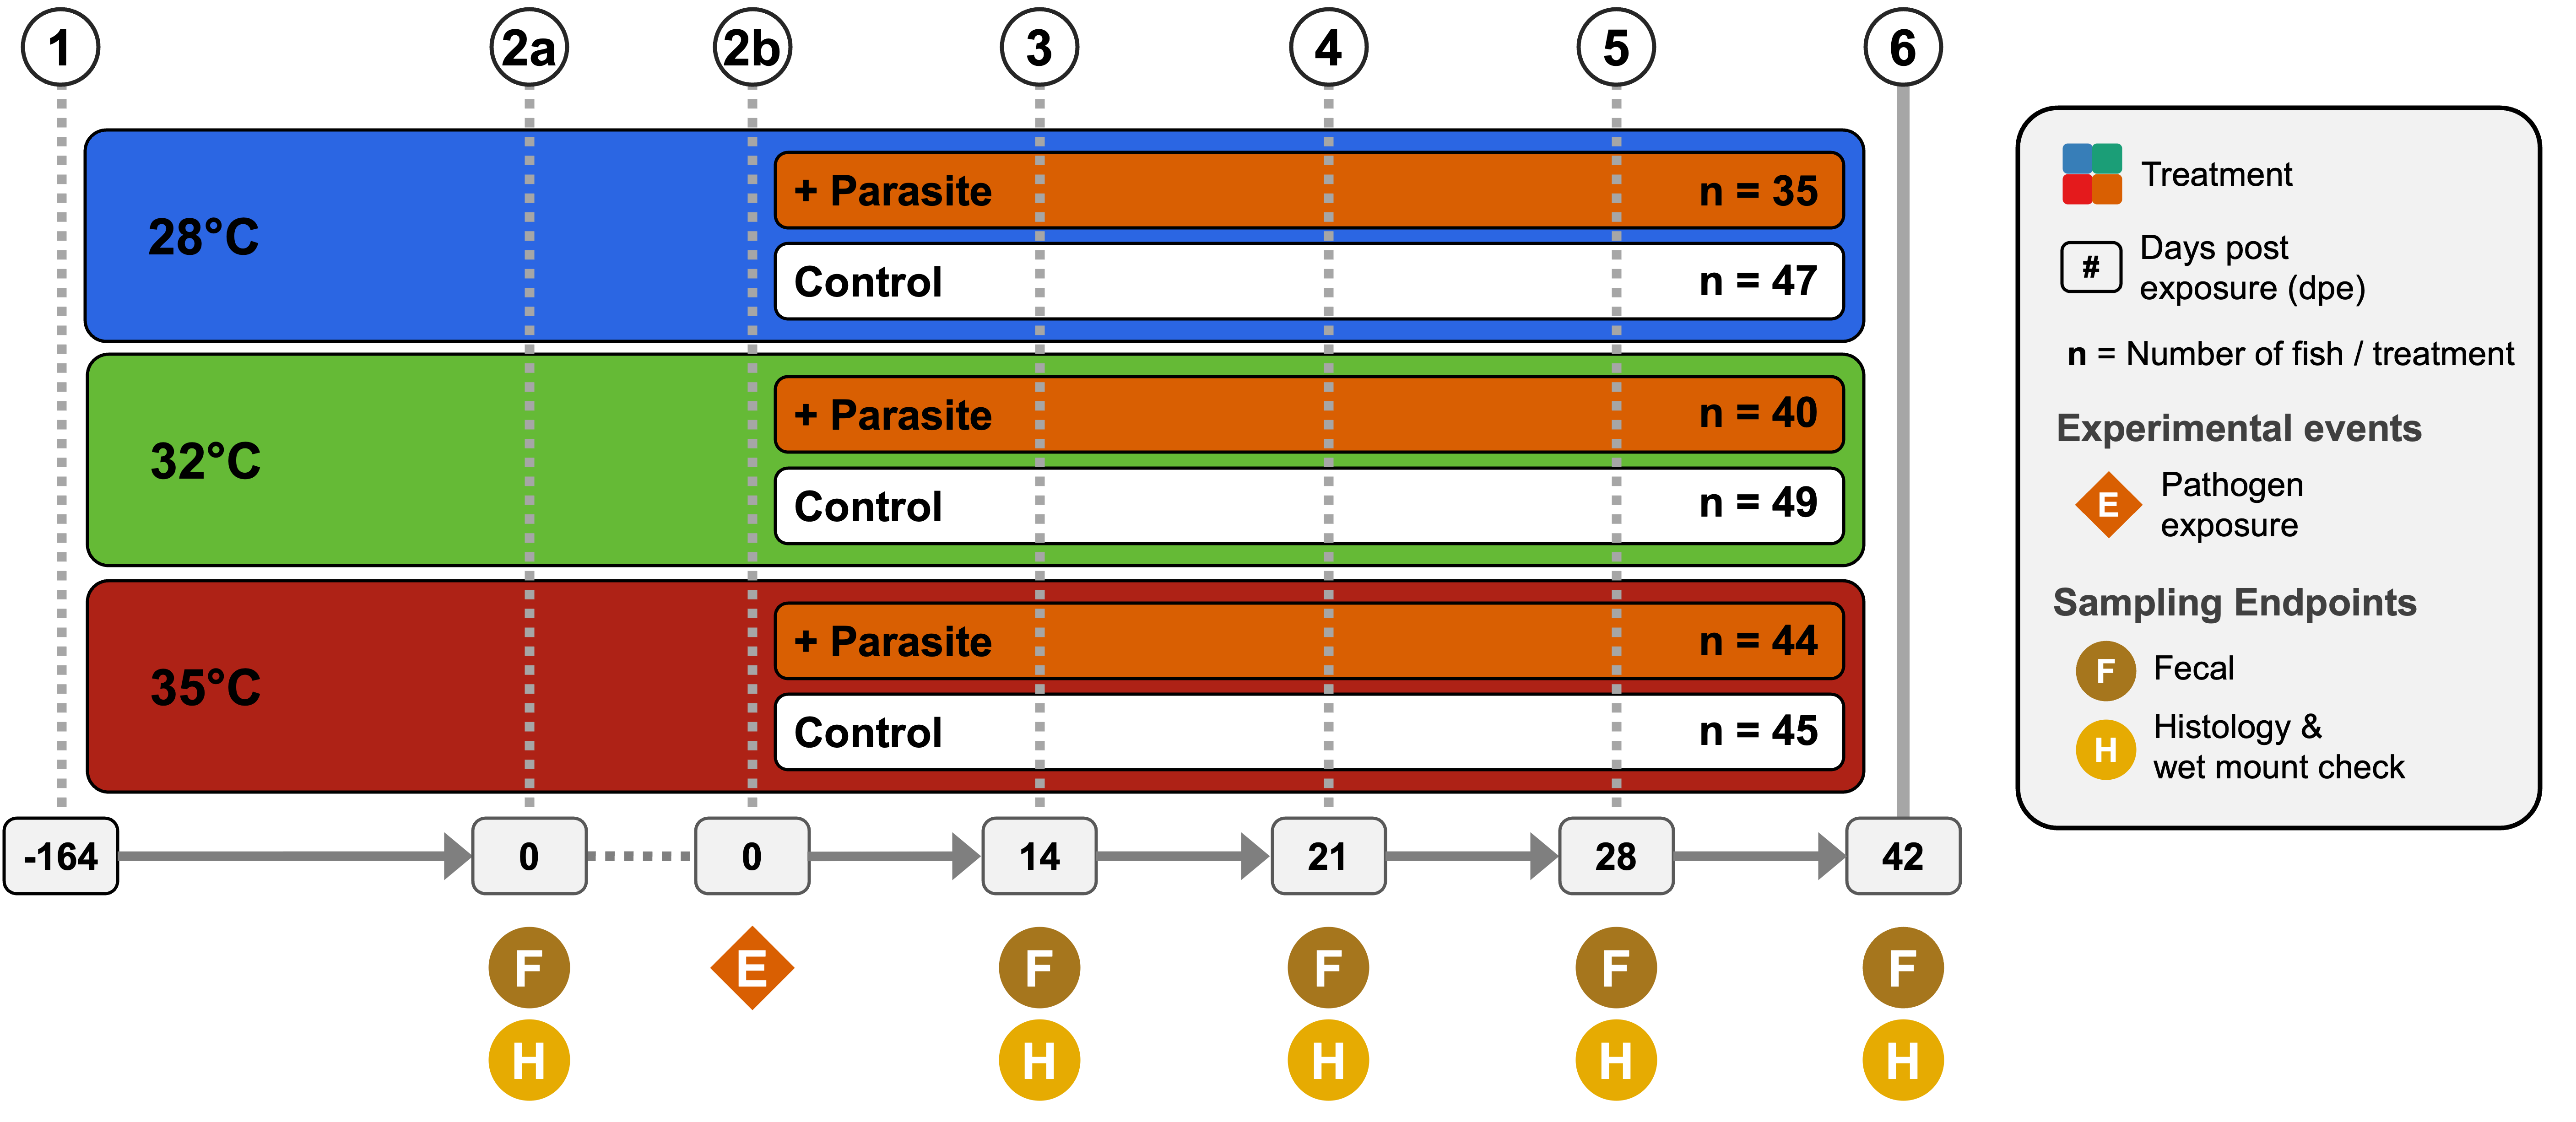 1 2a 2b 3 4 5 6
28°C
+ Parasite n = 35
Control n = 47
32°C
+ Parasite n = 40
Control n = 49
35°C
+ Parasite n = 44
Control n = 45
-164 0 0 14 21 28 42
F E F F F F
H H H H H
Treatment
# Days post
exposure (dpe)
n = Number of fish / treatment
Experimental events
E Pathogen
exposure
Sampling Endpoints
F Fecal
H Histology &
wet mount check